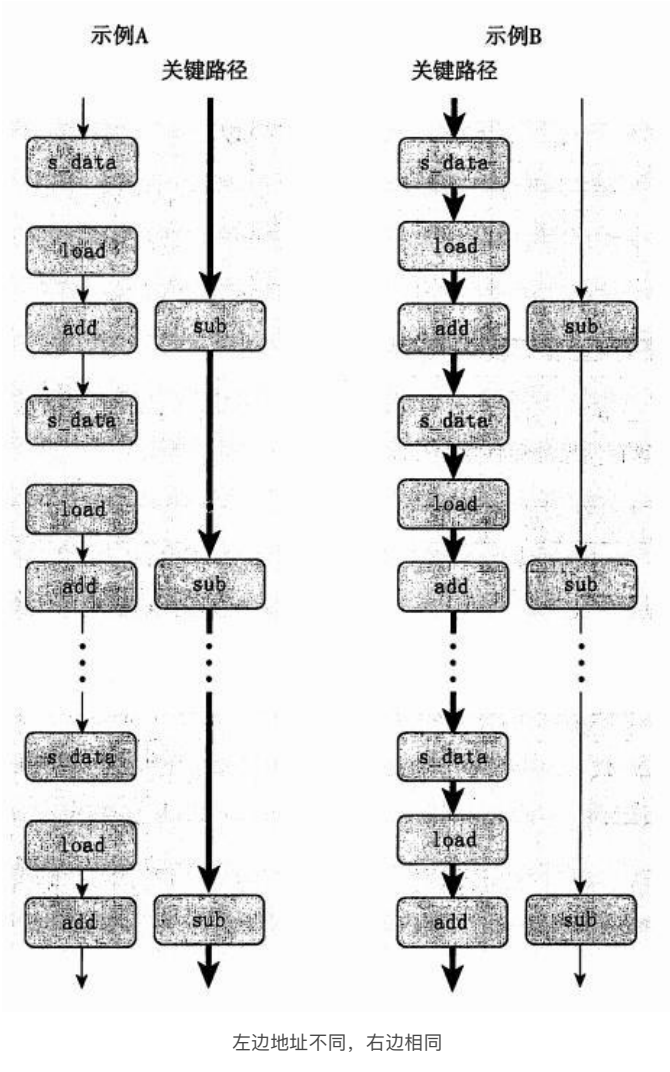 示例A
示例B
关键路径
关键路径
s_data
s_data
load
load
add
sub
add
sub
s_data
s_data
load
load
add
sub
add
sub
s_data
s_data
load
load
add
sub
add
sub
左边地址不同，右边相同